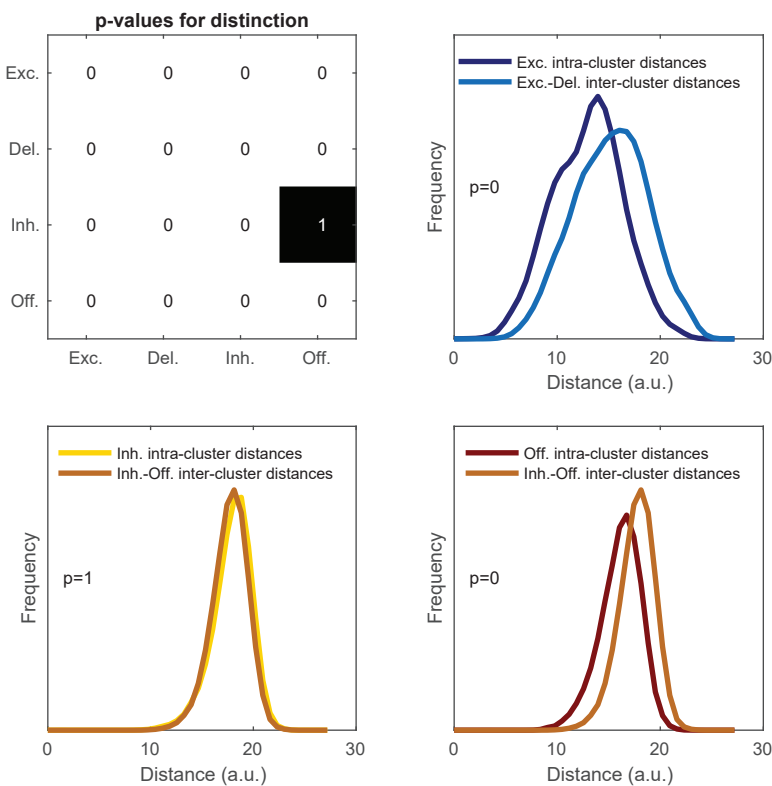 p-values for distinction
Exc. 0 0 0 0
Del. 0 0 0 0
Inh. 0 0 0 1
Off. 0 0 0 0
Exc. Del. Inh. Off.
Exc. intra-cluster distances
Exc.-Del. inter-cluster distances
p=0
Frequency
0 10 20 30
Distance (a.u.)
Inh. intra-cluster distances
Inh.-Off. inter-cluster distances
p=1
Frequency
0 10 20 30
Distance (a.u.)
Off. intra-cluster distances
Inh.-Off. inter-cluster distances
p=0
Frequency
0 10 20 30
Distance (a.u.)